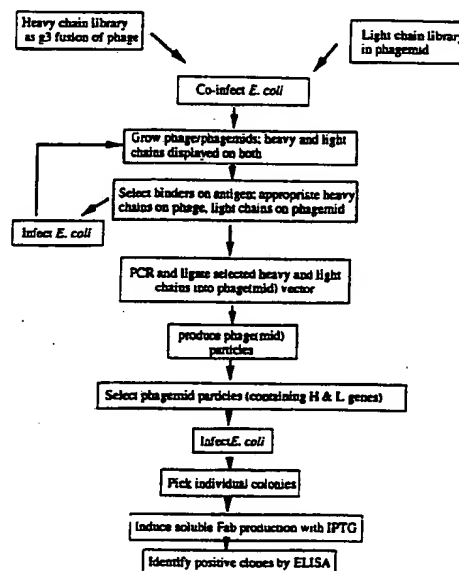 Heavy chain library
as g3 fusion of phage
Light chain library
in phagemid
Co-infect E. coli
Grow phage/phagemids; heavy and light
chains displayed on both
Select binders on antigen; appropriate heavy
chains on phage, light chains on phagemid
Infect E. coli
PCR and ligate selected heavy and light
chains into phage(mid) vector
produce phage(mid)
particles
Select phagemid particles (containing H & L genes)
Infect E. coli
Pick individual colonies
Induce soluble Fab production with IPTG
Identify positive clones by ELISA